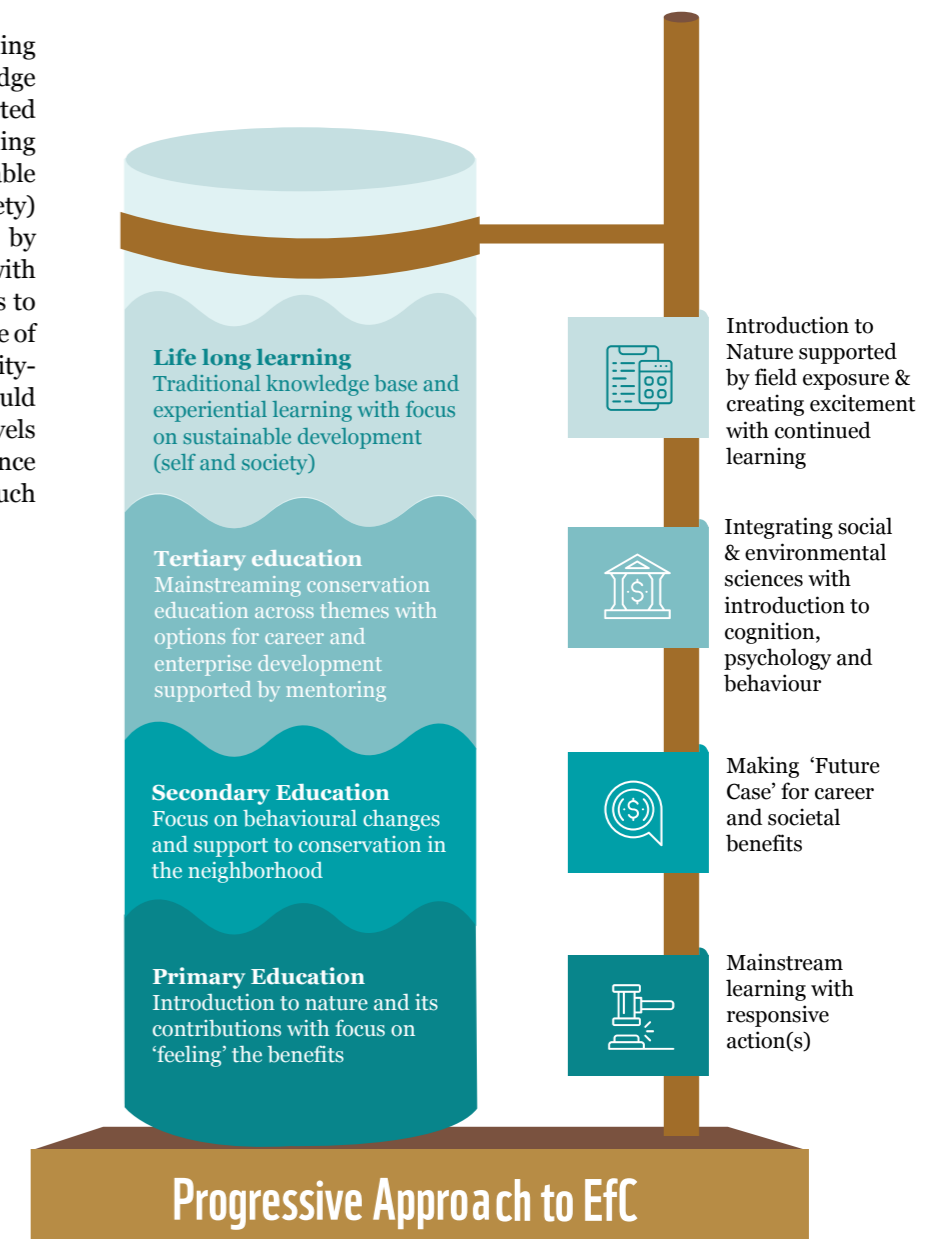 ing
dge
ted
ing
ble
ety)
by
with
s to
e of
ity-
uld
vels
nce
uch
Life long learning
Traditional knowledge base and
experiential learning with focus
on sustainable development
(self and society)
Tertiary education
Mainstreaming conservation
education across themes with
options for career and
enterprise development
supported by mentoring
Secondary Education
Focus on behavioural changes
and support to conservation in
the neighborhood
Primary Education
Introduction to nature and its
contributions with focus on
‘feeling’ the benefits
Introduction to
Nature supported
by field exposure &
creating excitement
with continued
learning
Integrating social
& environmental
sciences with
introduction to
cognition,
psychology and
behaviour
Making ‘Future
Case’ for career
and societal
benefits
Mainstream
learning with
responsive
action(s)
Progressive Approach to EfC